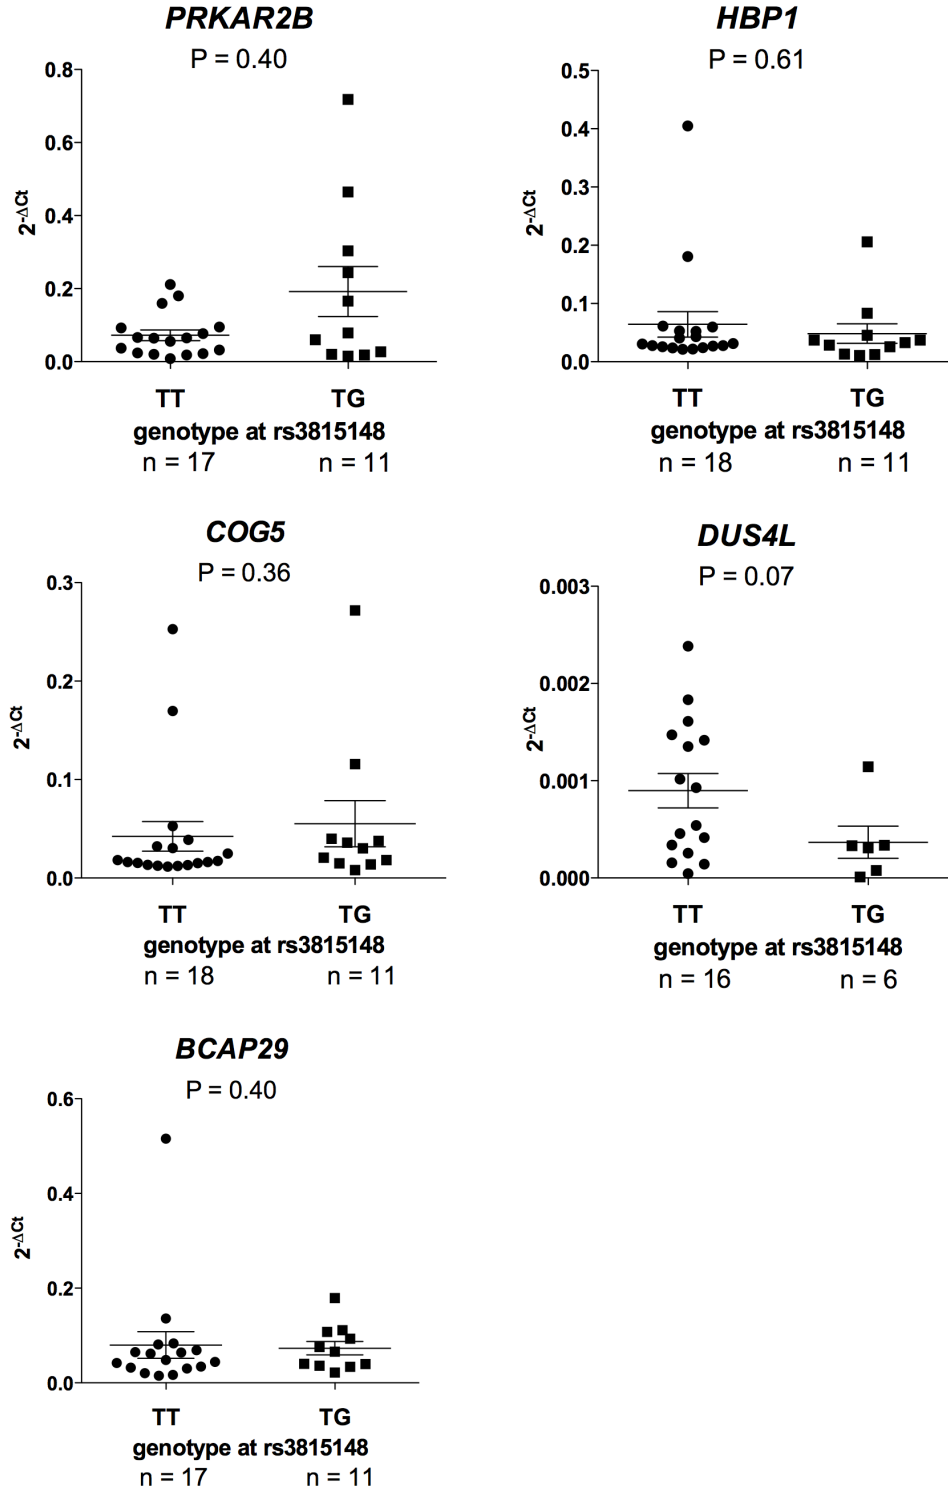 PRKAR2B
P = 0.40
0.8
0.6
0.4
0.2
0.0
2-ΔCt
TT TG
genotype at rs3815148
n = 17 n = 11
HBP1
P = 0.61
0.5
0.4
0.3
0.2
0.1
0.0
2-ΔCt
TT TG
genotype at rs3815148
n = 18 n = 11
COG5
P = 0.36
0.3
0.2
0.1
0.0
2-ΔCt
TT TG
genotype at rs3815148
n = 18 n = 11
DUS4L
P = 0.07
0.003
0.002
0.001
0.000
2-ΔCt
TT TG
genotype at rs3815148
n = 16 n = 6
BCAP29
P = 0.40
0.6
0.4
0.2
0.0
2-ΔCt
TT TG
genotype at rs3815148
n = 17 n = 11